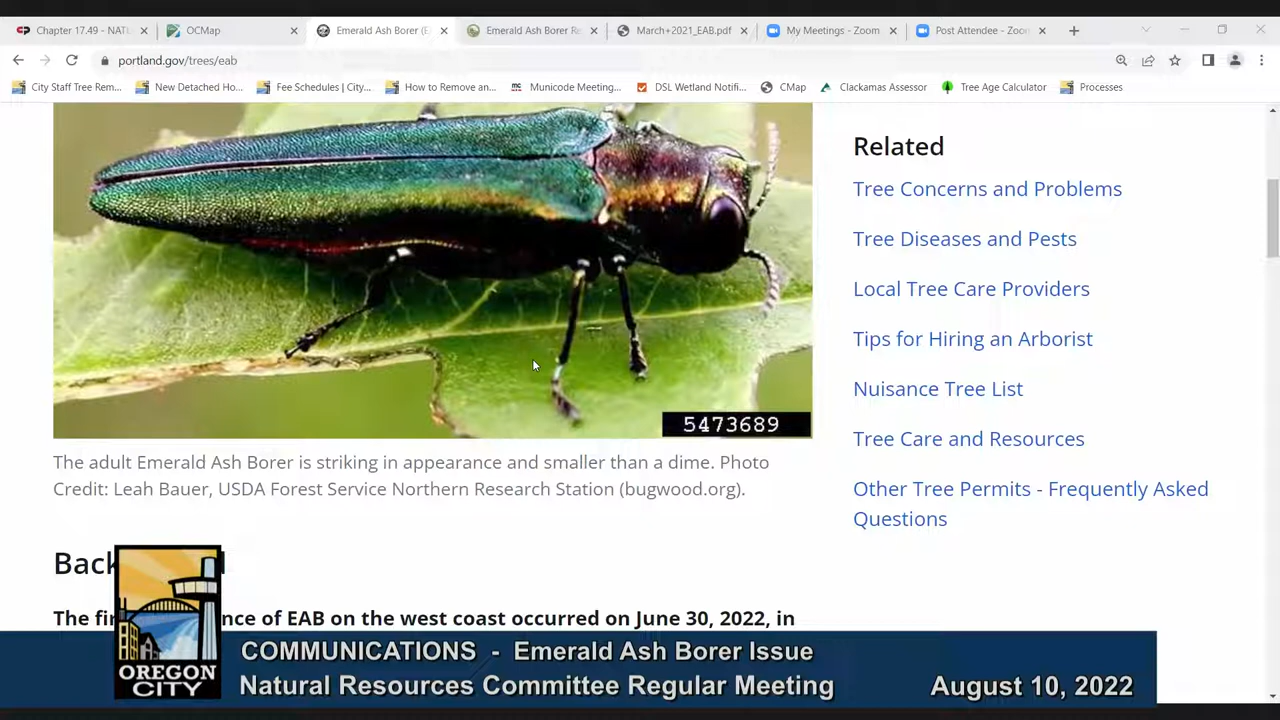 Chapter 17.49 - NATU
OCMap
Emerald Ash Borer (E
Emerald Ash Borer Re
March+2021_EAB.pdf
My Meetings - Zoom
Post Attendee - Zoom
portland.gov/trees/eab
City Staff Tree Rem...
New Detached Ho...
Fee Schedules | City...
How to Remove an...
Municode Meeting...
DSL Wetland Notifi...
CMap
Clackamas Assessor
Tree Age Calculator
Processes
5473689
The adult Emerald Ash Borer is striking in appearance and smaller than a dime. Photo
Credit: Leah Bauer, USDA Forest Service Northern Research Station (bugwood.org).
Related
Tree Concerns and Problems
Tree Diseases and Pests
Local Tree Care Providers
Tips for Hiring an Arborist
Nuisance Tree List
Tree Care and Resources
Other Tree Permits - Frequently Asked
Questions
The of EAB on the west coast occurred on June 30, 2022, in
OREGON
CITY
COMMUNICATIONS - Emerald Ash Borer Issue
Natural Resources Committee Regular Meeting August 10, 2022